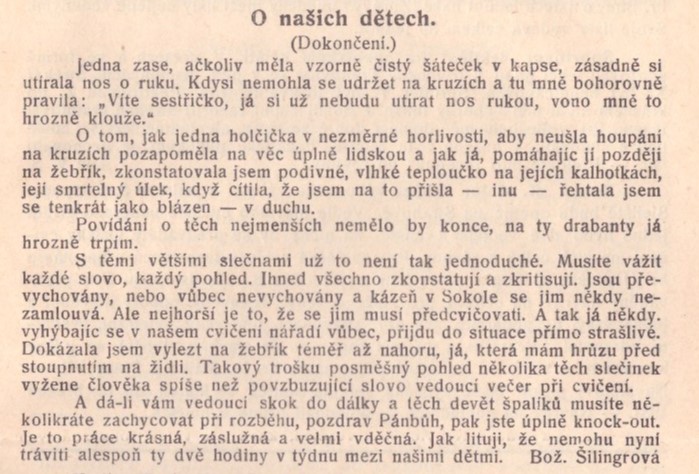 O našich dětech.
(Dokončení.)
Jedna zase, ačkoliv měla vzorně čistý šáteček v kapse, zásadně si
utírala nos o ruku. Kdysi nemohla se udržet na kruzích a tu mně bohorovně
pravila: „Víte sestřičko, já si už nebudu utírat nos rukou, vono mně to
hrozně klouže.“
O tom, jak jedna holčička v nezměrné horlivosti, aby neušla houpání
na kruzích pozapoměla na věc úplně lidskou a jak já, pomáhajíc jí později
na žebřík, zkonstatovala jsem podivné, vlhké teploučko na jejích kalhotkách,
její smrtelný úlek, když cítila, že jsem na to přišla — inu — řehtala jsem
se tenkrát jako blázen — v duchu.
Povídání o těch nejmenších nemělo by konce, na ty drabanty já
hrozně trpím.
S těmi většími slečnami už to není tak jednoduché. Musíte vážit
každé slovo, každý pohled. Ihned všechno zkonstatují a zkritisují. Jsou pře-
vychovány, nebo vůbec nevychovány a kázeň v Sokole se jim někdy ne-
zamlouvá. Ale nejhorší je to, že se jim musí předcvičovati. A tak já někdy.
vyhýbajíc se v našem cvičení nářadí vůbec, přijdu do situace přímo strašlivé.
Dokázala jsem vylezt na žebřík téměř až nahoru, já, která mám hrůzu před
stoupnutím na židli. Takový trošku posměšný pohled několika těch slečinek
vyžene člověka spíše než povzbuzující slovo vedoucí večer při cvičení.
A dá-li vám vedoucí skok do dálky a těch devět špalíků musíte ně-
kolikráte zachycovat při rozběhu, pozdrav Pánbůh, pak jste úplně knock-out.
Je to práce krásná, záslužná a velmi vděčná. Jak lituji, že nemohu nyní
tráviti alespoň ty dvě hodiny v týdnu mezi našimi dětmi. Bož. Šilingrová